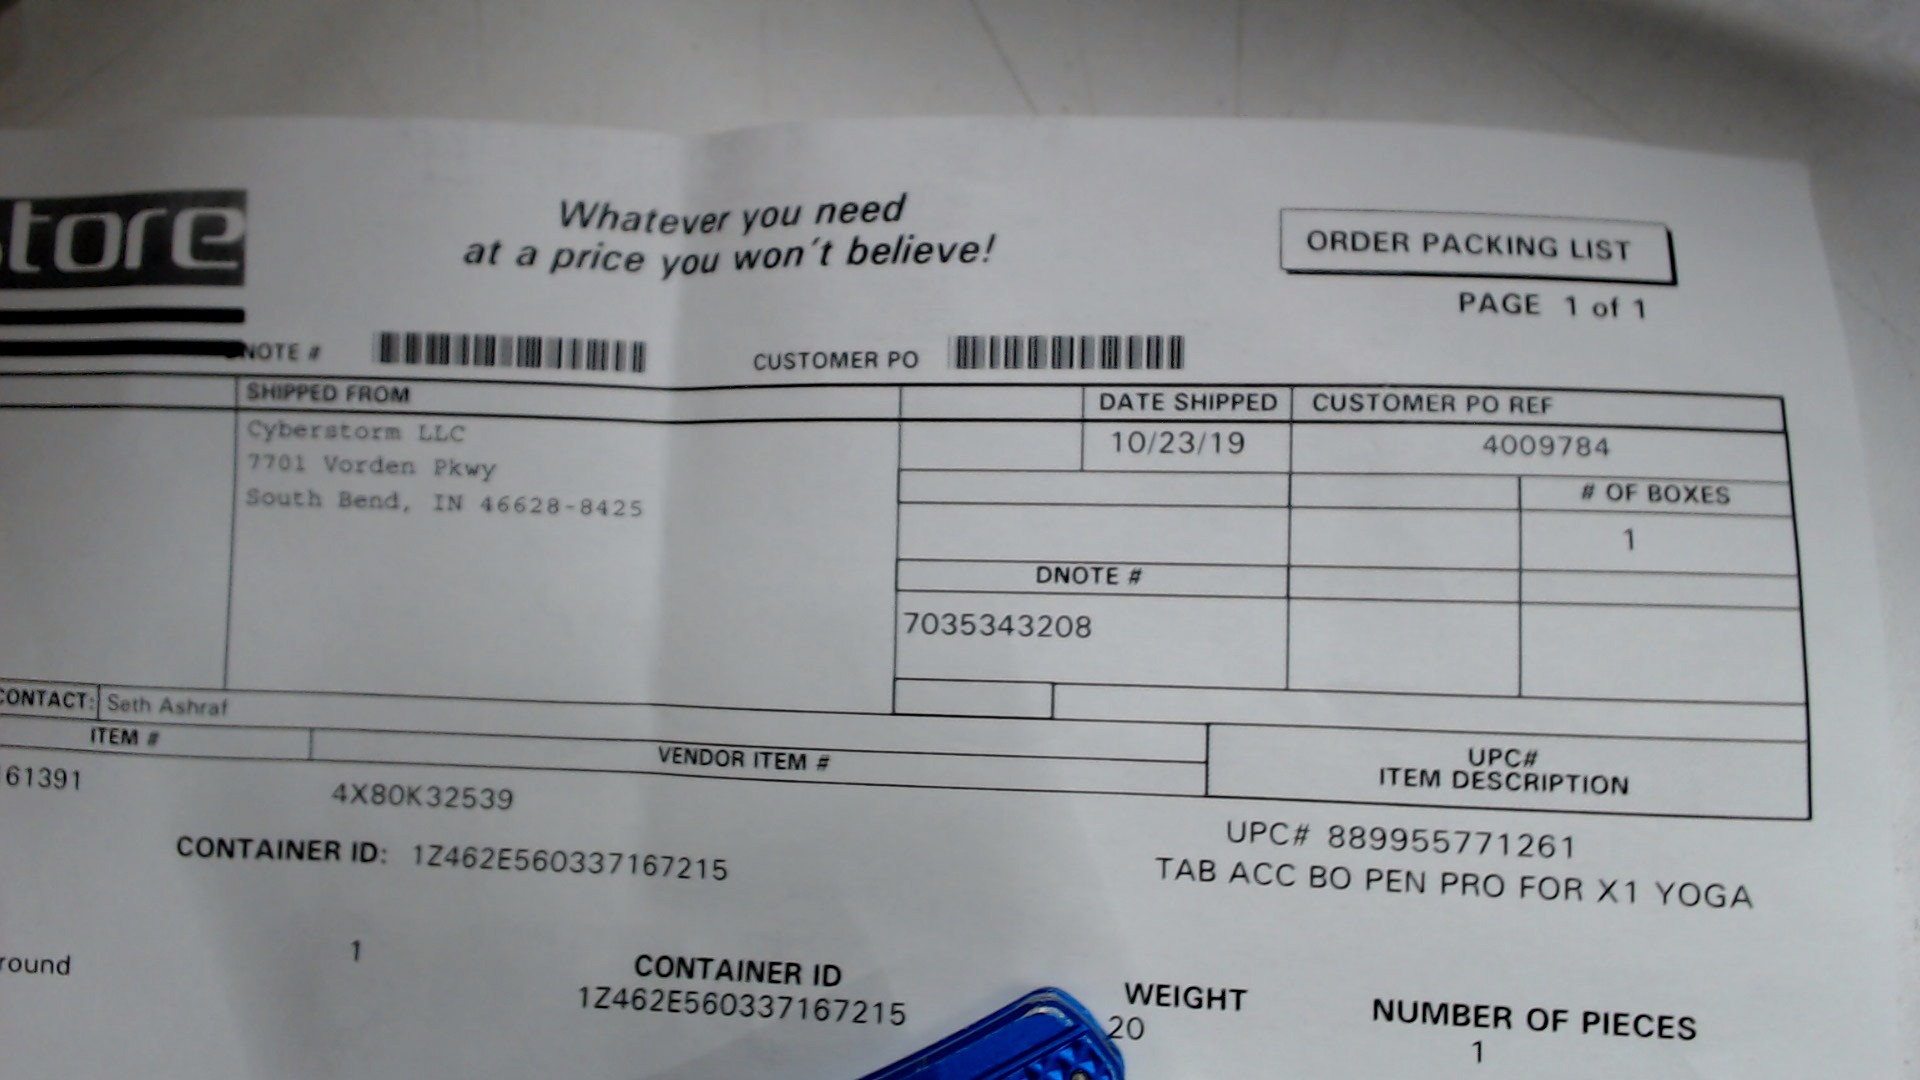 tore
Whatever you need
at a price you won't believe!
ORDER PACKING LIST
PAGE 1 of 1
NOTE #
CUSTOMER PO
SHIPPED FROM
DATE SHIPPED
CUSTOMER PO REF
Cyberstorm LLC
7701 Vorden Pkwy
South Bend, IN 46628-8425
10/23/19
4009784
# OF BOXES
1
DNOTE #
7035343208
CONTACT: Seth Ashraf
ITEM #
VENDOR ITEM #
UPC#
ITEM DESCRIPTION
61391
4X80K32539
UPC# 889955771261
TAB ACC BO PEN PRO FOR X1 YOGA
CONTAINER ID: 1Z462E560337167215
round
1
CONTAINER ID
1Z462E560337167215
WEIGHT
20
NUMBER OF PIECES
1